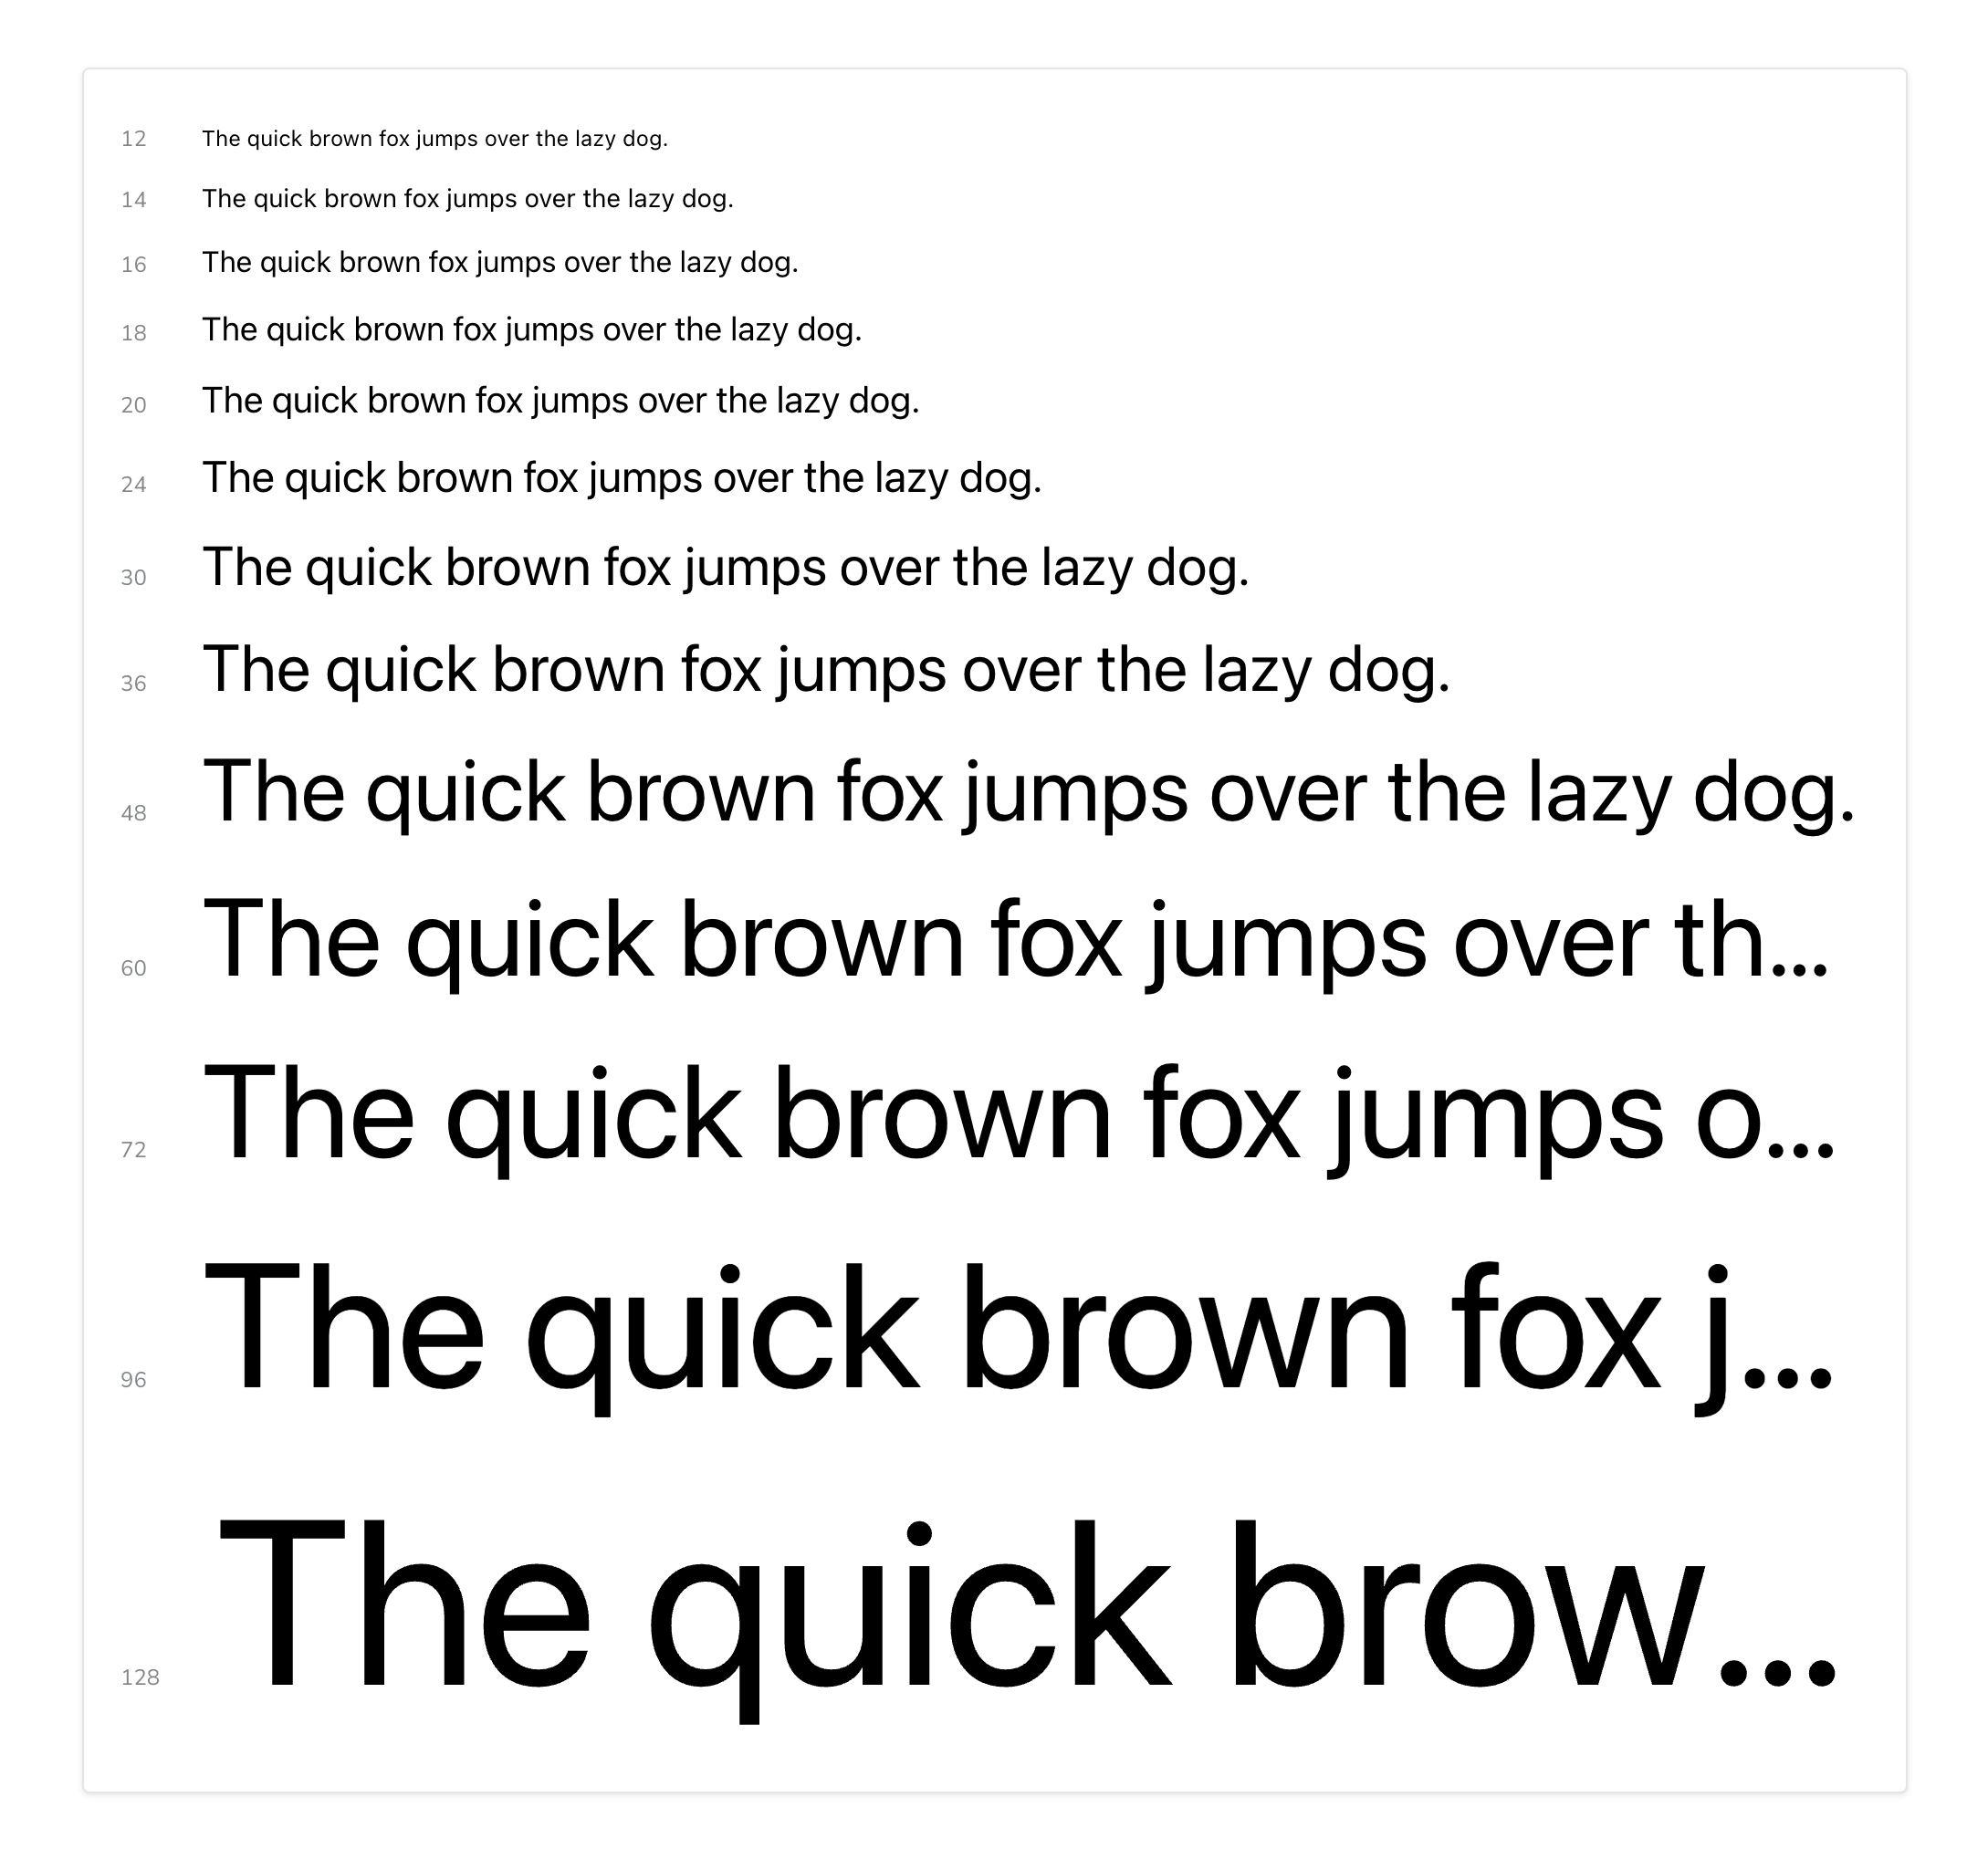 12 The quick brown fox jumps over the lazy dog.
14 The quick brown fox jumps over the lazy dog.
16 The quick brown fox jumps over the lazy dog.
18 The quick brown fox jumps over the lazy dog.
20 The quick brown fox jumps over the lazy dog.
24 The quick brown fox jumps over the lazy dog.
30 The quick brown fox jumps over the lazy dog.
36 The quick brown fox jumps over the lazy dog.
48 The quick brown fox jumps over the lazy dog.
60 The quick brown fox jumps over th...
72 The quick brown fox jumps o...
96 The quick brown fox j...
128 The quick brow...